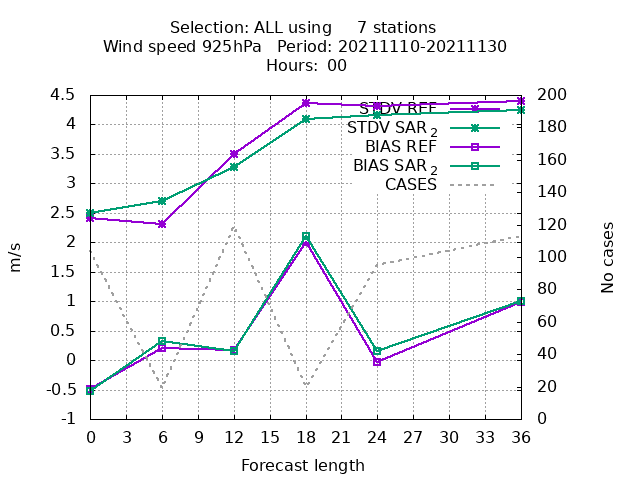 Selection: ALL using 7 stations
Wind speed 925hPa Period: 20211110-20211130
Hours: 00
STDV REF
STDV SAR 2
BIAS REF
BIAS SAR 2
CASES
4.5
4
3.5
3
2.5
2
1.5
1
0.5
0
-0.5
-1
m/s
200
180
160
140
120
100
80
60
40
20
0
No cases
0 3 6 9 12 15 18 21 24 27 30 33 36
Forecast length